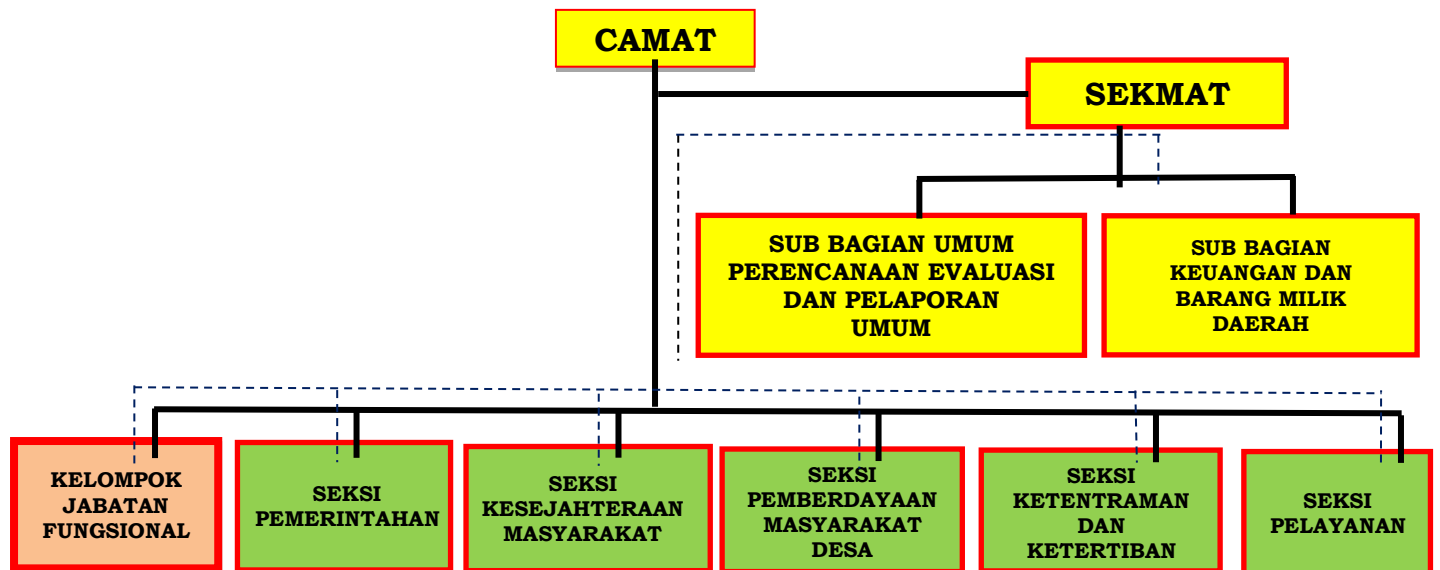 CAMAT
SEKMAT
SUB BAGIAN UMUM
PERENCANAAN EVALUASI
DAN PELAPORAN
UMUM
SUB BAGIAN
KEUANGAN DAN
BARANG MILIK
DAERAH
KELOMPOK
JABATAN
FUNGSIONAL
SEKSI
PEMERINTAHAN
SEKSI
KESEJAHTERAAN
MASYARAKAT
SEKSI
PEMBERDAYAAN
MASYARAKAT
DESA
SEKSI
KETENTRAMAN
DAN
KETERTIBAN
SEKSI
PELAYANAN